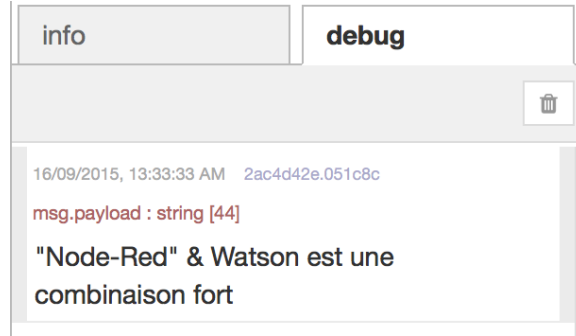 info
debug
16/09/2015, 13:33:33 AM 2ac4d42e.051c8c
msg.payload : string [44]
"Node-Red" & Watson est une
combinaison fort